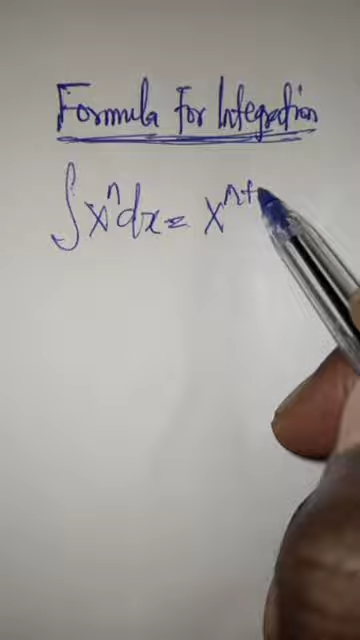 Formula For Integration
∫xⁿdx = xⁿ⁺